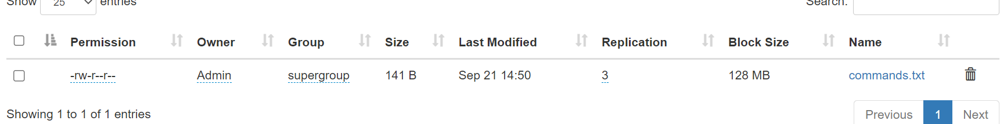 Show 25 entries Search:
Permission Owner Group Size Last Modified Replication Block Size Name
-rw-r--r-- Admin supergroup 141 B Sep 21 14:50 3 128 MB commands.txt
Showing 1 to 1 of 1 entries Previous 1 Next